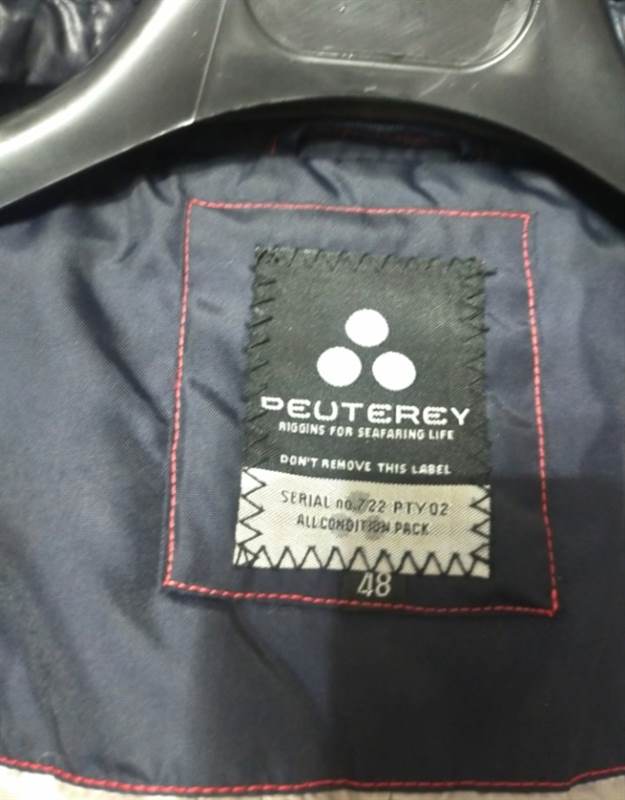 PEUTEREY
RIGGINS FOR SEAFARING LIFE
DON'T REMOVE THIS LABEL
SERIAL no.722 PTY02
ALL CONDITION PACK
48